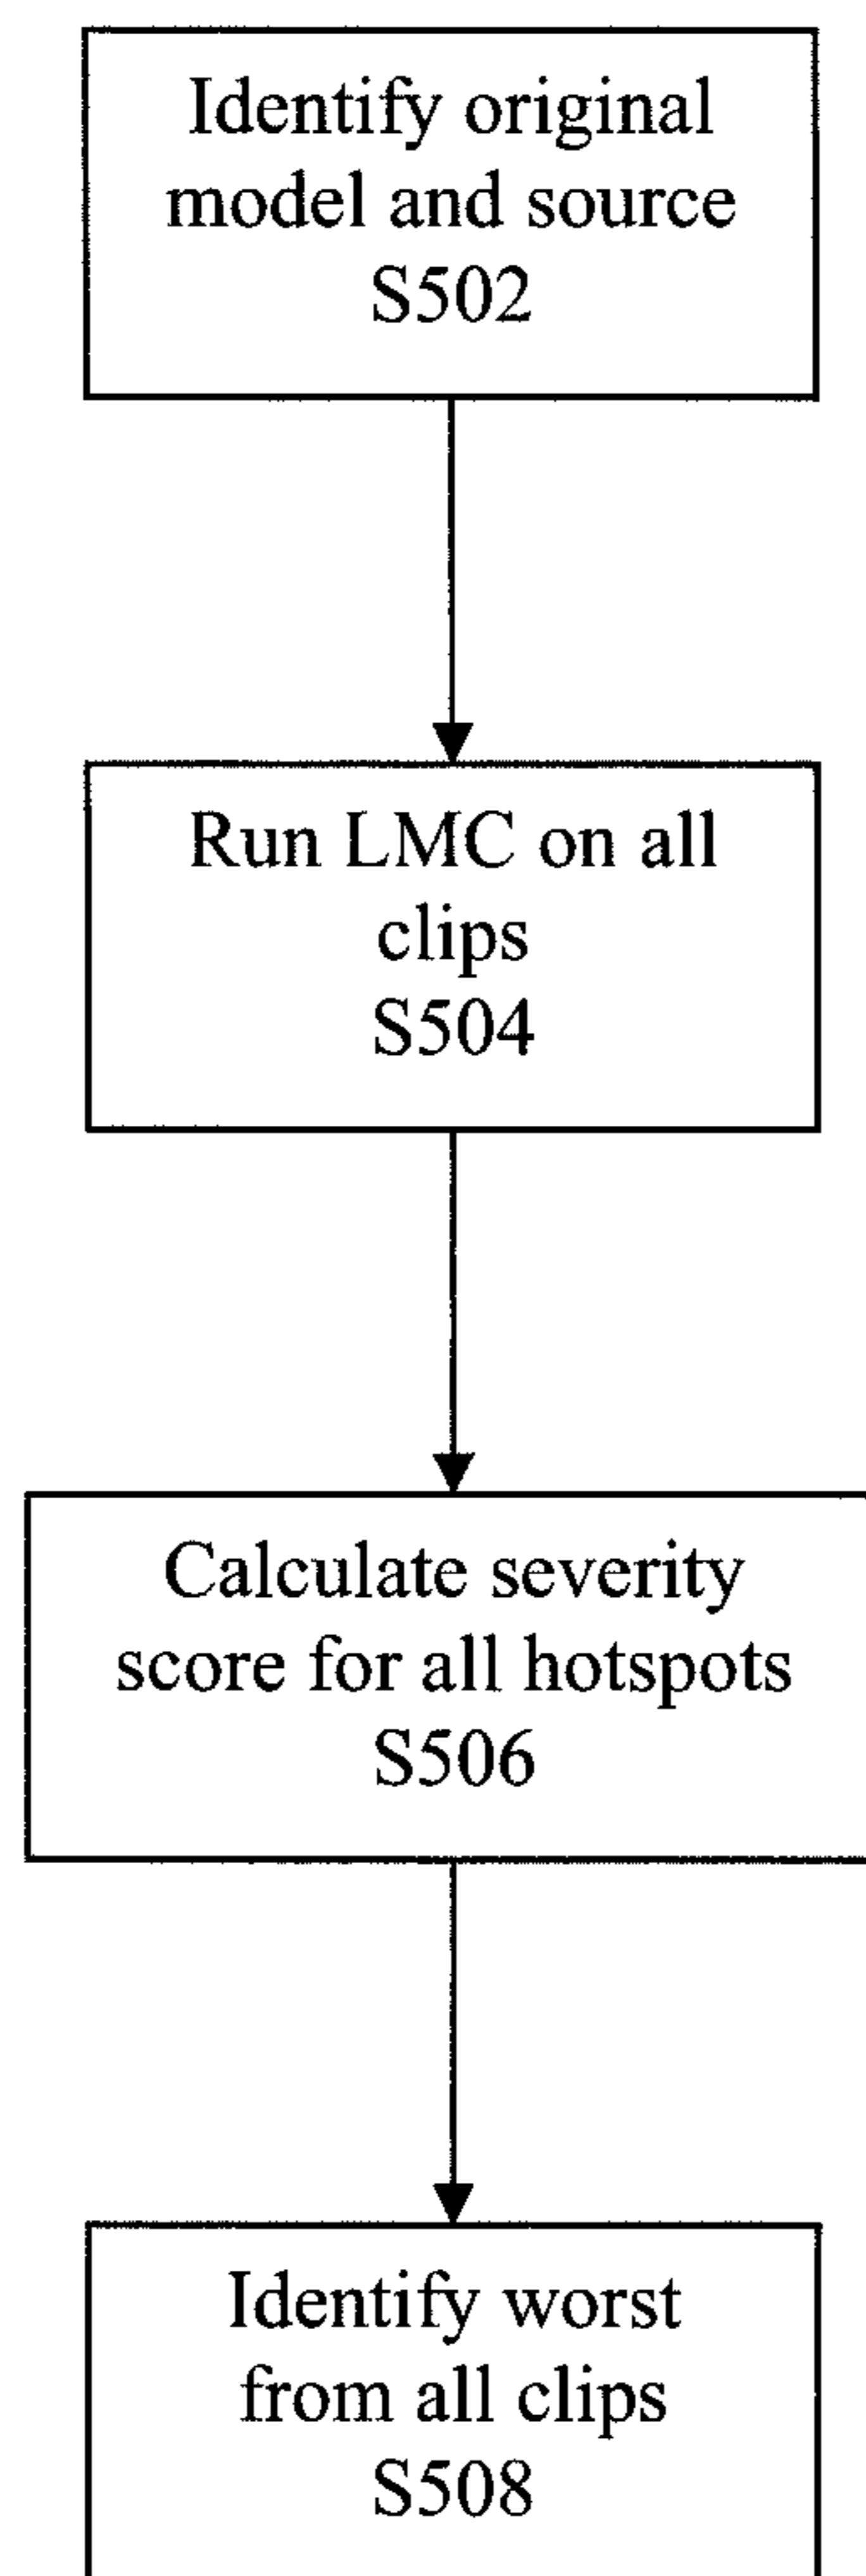 Identify original
model and source
S502
Run LMC on all
clips
S504
Calculate severity
score for all hotspots
S506
Identify worst
from all clips
S508